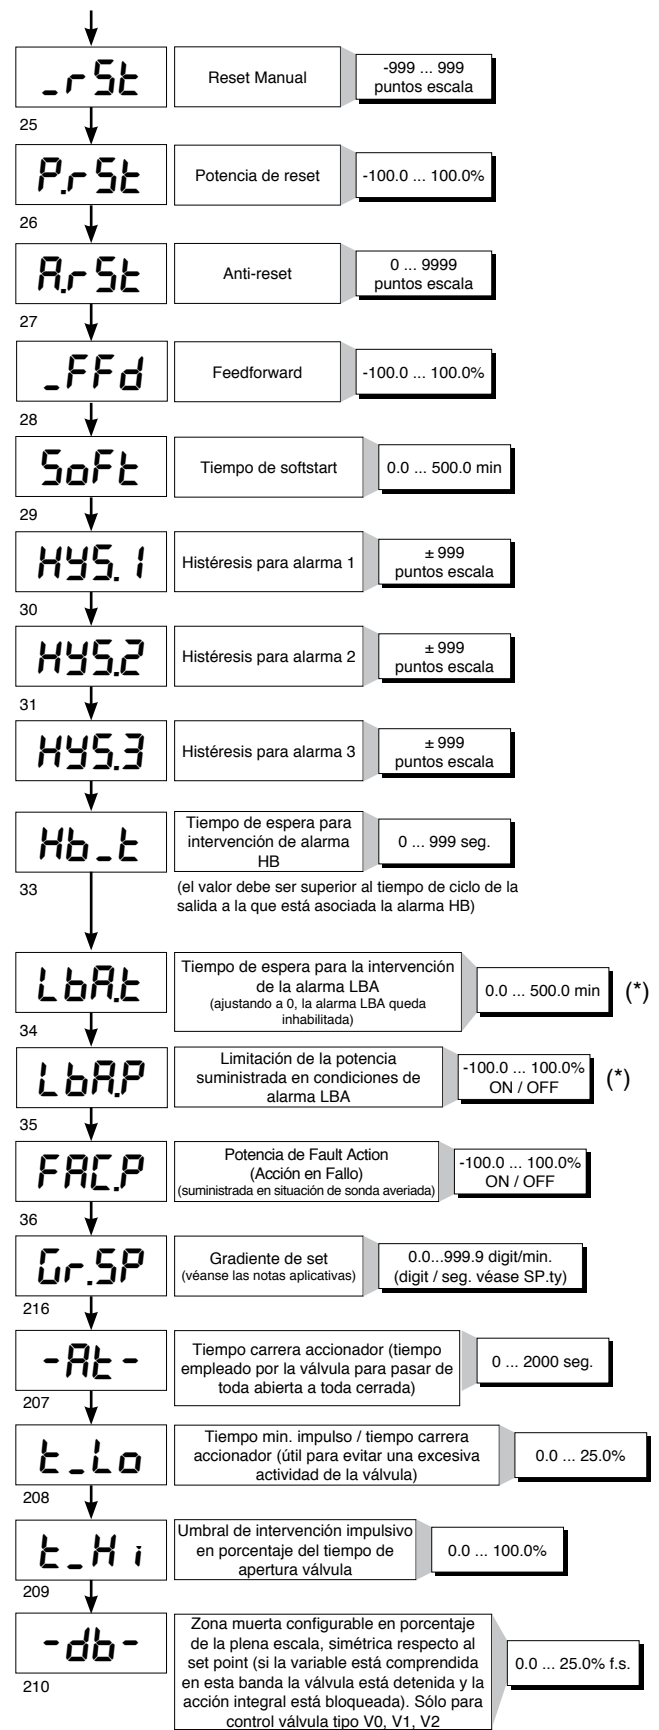 _rSt
Reset Manual
-999 ... 999
puntos escala
25
P.rSt
Potencia de reset
-100.0 ... 100.0%
26
A.rSt
Anti-reset
0 ... 9999
puntos escala
27
_FFd
Feedforward
-100.0 ... 100.0%
28
SoFt
Tiempo de softstart
0.0 ... 500.0 min
29
HYS.1
Histéresis para alarma 1
± 999
puntos escala
30
HYS.2
Histéresis para alarma 2
± 999
puntos escala
31
HYS.3
Histéresis para alarma 3
± 999
puntos escala
Hb_t
Tiempo de espera para
intervención de alarma
HB
0 ... 999 seg.
33
(el valor debe ser superior al tiempo de ciclo de la
salida a la que está asociada la alarma HB)
LbA.t
Tiempo de espera para la intervención
de la alarma LBA
(ajustando a 0, la alarma LBA queda
inhabilitada)
0.0 ... 500.0 min
(*)
34
LbA.P
Limitación de la potencia
suministrada en condiciones de
alarma LBA
-100.0 ... 100.0%
ON / OFF
(*)
35
FAC.P
Potencia de Fault Action
(Acción en Fallo)
(suministrada en situación de sonda averiada)
-100.0 ... 100.0%
ON / OFF
36
Gr.SP
Gradiente de set
(véanse las notas aplicativas)
0.0...999.9 digit/min.
(digit / seg. véase SP.ty)
216
-At-
Tiempo carrera accionador (tiempo
empleado por la válvula para pasar de
toda abierta a toda cerrada)
0 ... 2000 seg.
207
t_Lo
Tiempo min. impulso / tiempo carrera
accionador (útil para evitar una excesiva
actividad de la válvula)
0.0 ... 25.0%
208
t_Hi
Umbral de intervención impulsivo
en porcentaje del tiempo de
apertura válvula
0.0 ... 100.0%
209
-db-
Zona muerta configurable en porcentaje
de la plena escala, simétrica respecto al
set point (si la variable está comprendida
en esta banda la válvula está detenida y la
acción integral está bloqueada). Sólo para
control válvula tipo V0, V1, V2
0.0 ... 25.0% f.s.
210